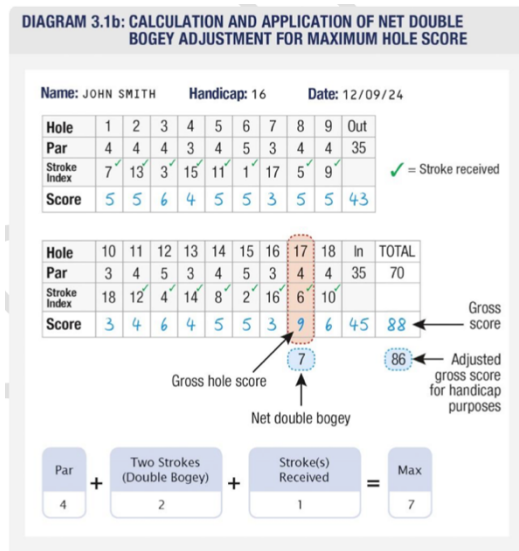 DIAGRAM 3.1b: CALCULATION AND APPLICATION OF NET DOUBLE
BOGEY ADJUSTMENT FOR MAXIMUM HOLE SCORE
Name: JOHN SMITH Handicap: 16 Date: 12/09/24
Hole 1 2 3 4 5 6 7 8 9 Out
Par 4 4 4 3 4 5 3 4 4 35
Stroke
Index 7✓ 13✓ 3✓ 15✓ 11✓ 1✓ 17 5✓ 9✓
✓ = Stroke received
Score 5 5 6 4 5 5 3 5 5 43
Hole 10 11 12 13 14 15 16 17 18 In TOTAL
Par 3 4 5 3 4 5 3 4 4 35 70
Stroke
Index 18 12✓ 4✓ 14✓ 8✓ 2✓ 16✓ 6✓ 10✓
Score 3 4 6 4 5 5 3 9 6 45 88
Gross
score
7
86
Adjusted
gross score
for handicap
purposes
Gross hole score
Net double bogey
Par + Two Strokes
(Double Bogey) + Stroke(s)
Received = Max
4 2 1 7